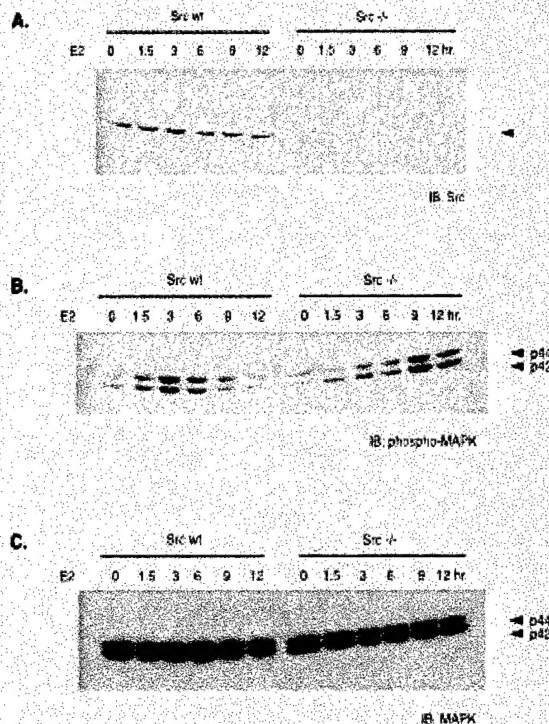 A.
Src wt Src -/-
E2 0 1.5 3 6 9 12 0 1.5 3 6 9 12 hr.
IB: Src
B.
Src wt Src -/-
E2 0 1.5 3 6 9 12 0 1.5 3 6 9 12 hr.
p44
p42
IB: phospho-MAPK
C.
Src wt Src -/-
E2 0 1.5 3 6 9 12 0 1.5 3 6 9 12 hr.
p44
p42
IB: MAPK